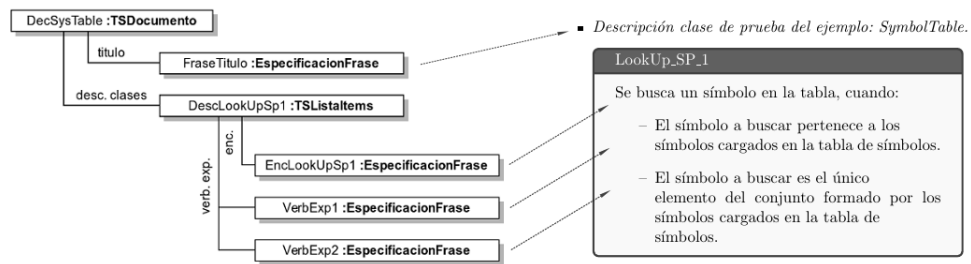 DecSysTable :TSDocumento
titulo
FraseTitulo :EspecificacionFrase
desc. clases
DescLookUpSp1 :TSListaItems
enc.
verb. exp.
EncLookUpSp1 :EspecificacionFrase
VerbExp1 :EspecificacionFrase
VerbExp2 :EspecificacionFrase
▪ Descripción clase de prueba del ejemplo: SymbolTable.
LookUp_SP_1
Se busca un símbolo en la tabla, cuando:
– El símbolo a buscar pertenece a los
símbolos cargados en la tabla de símbolos.
– El símbolo a buscar es el único
elemento del conjunto formado por los
símbolos cargados en la tabla de
símbolos.